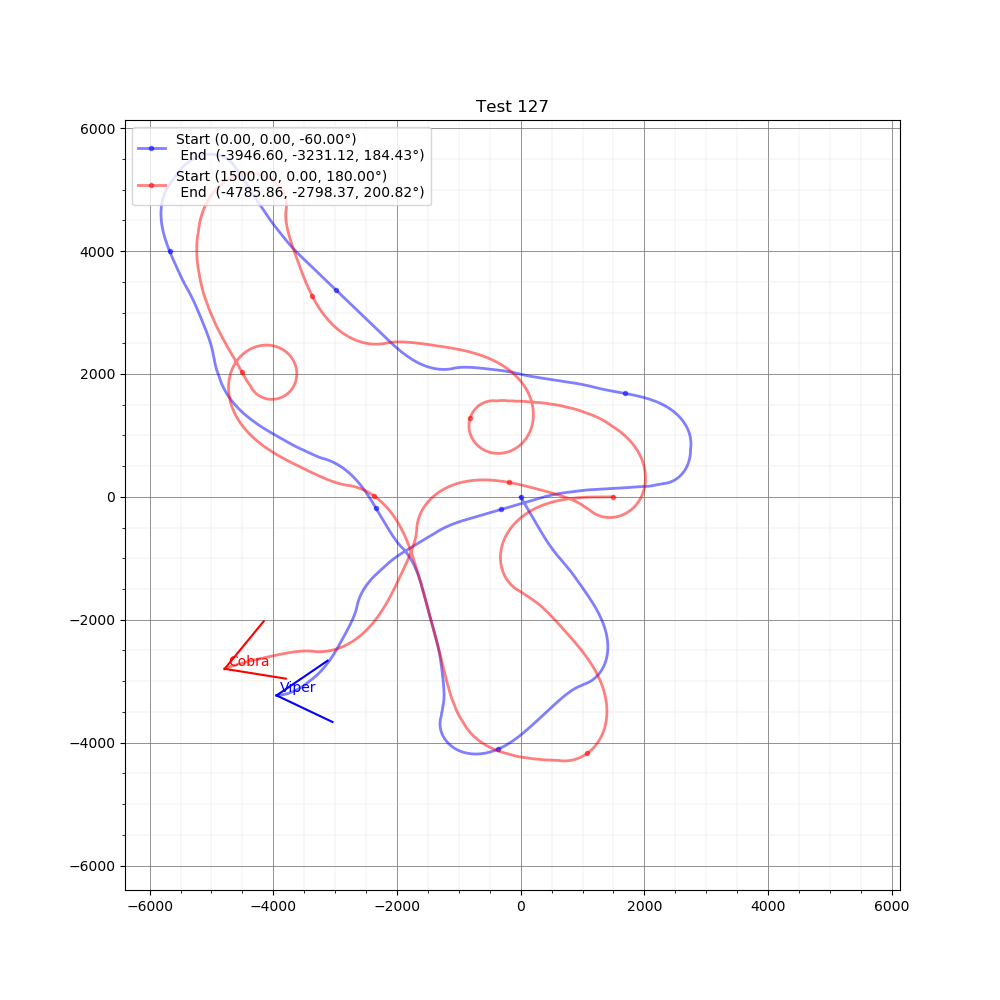 Test 127
Start (0.00, 0.00, -60.00°)
End (-3946.60, -3231.12, 184.43°)
Start (1500.00, 0.00, 180.00°)
End (-4785.86, -2798.37, 200.82°)
6000
4000
2000
0
−2000
−4000
−6000
Cobra
Viper
−6000 −4000 −2000 0 2000 4000 6000